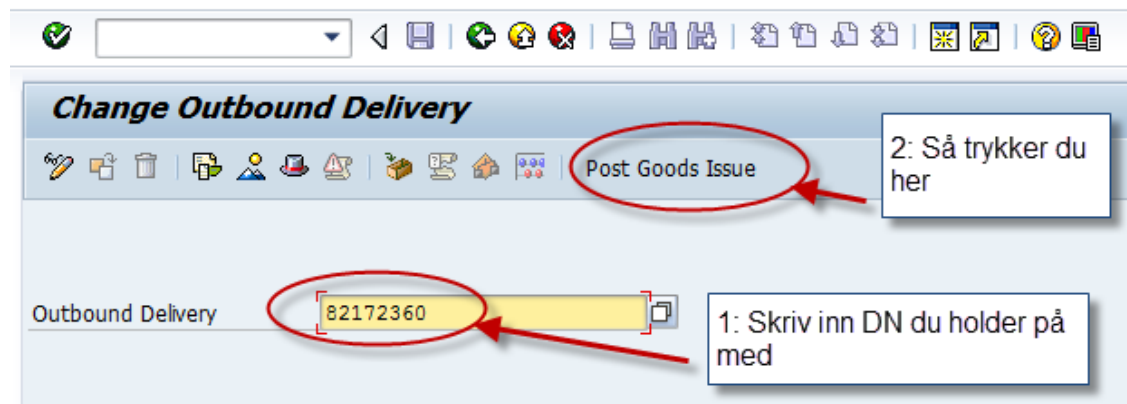 Change Outbound Delivery
Post Goods Issue
2: Så trykker du
her
Outbound Delivery
82172360
1: Skriv inn DN du holder på
med